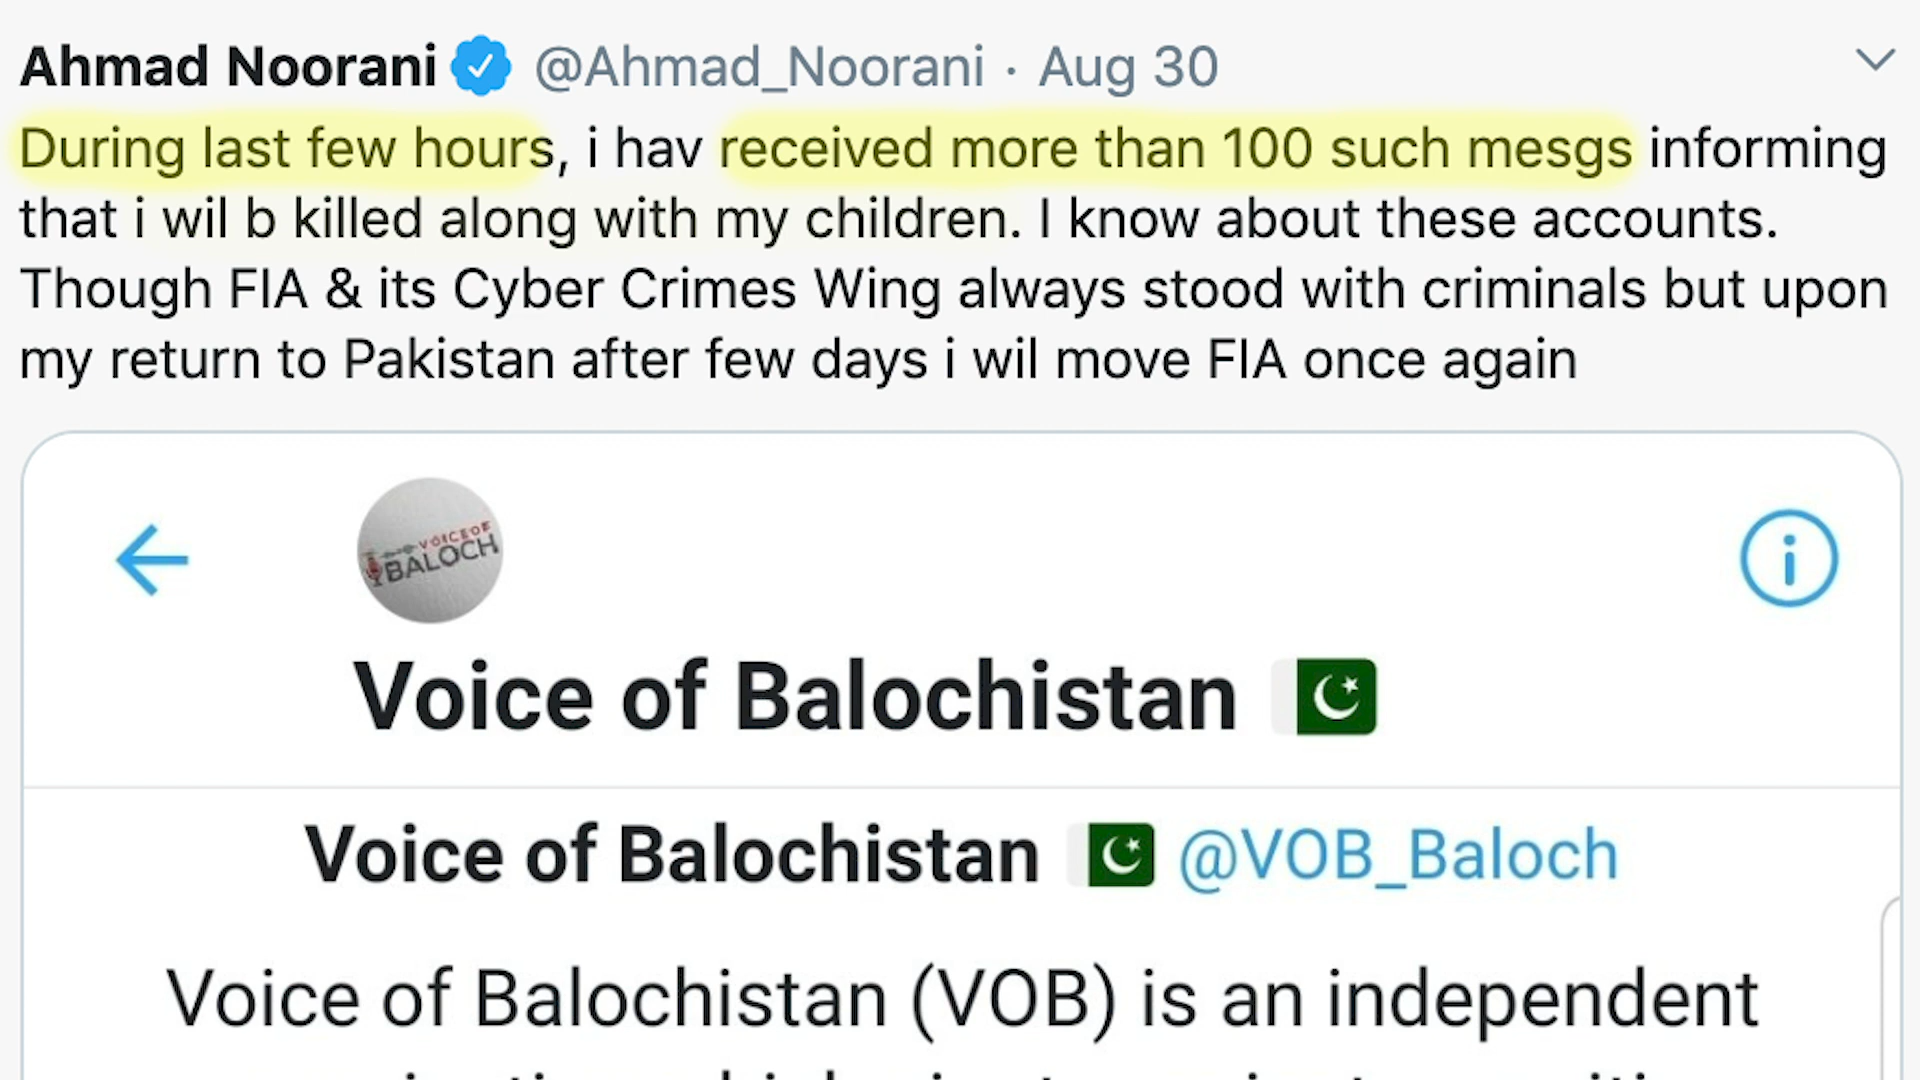 Ahmad Noorani @Ahmad_Noorani · Aug 30
During last few hours, i hav received more than 100 such mesgs informing
that i wil b killed along with my children. I know about these accounts.
Though FIA & its Cyber Crimes Wing always stood with criminals but upon
my return to Pakistan after few days i wil move FIA once again
VOICE OF
BALOCH
Voice of Balochistan 🇵🇰
Voice of Balochistan 🇵🇰 @VOB_Baloch
Voice of Balochistan (VOB) is an independent